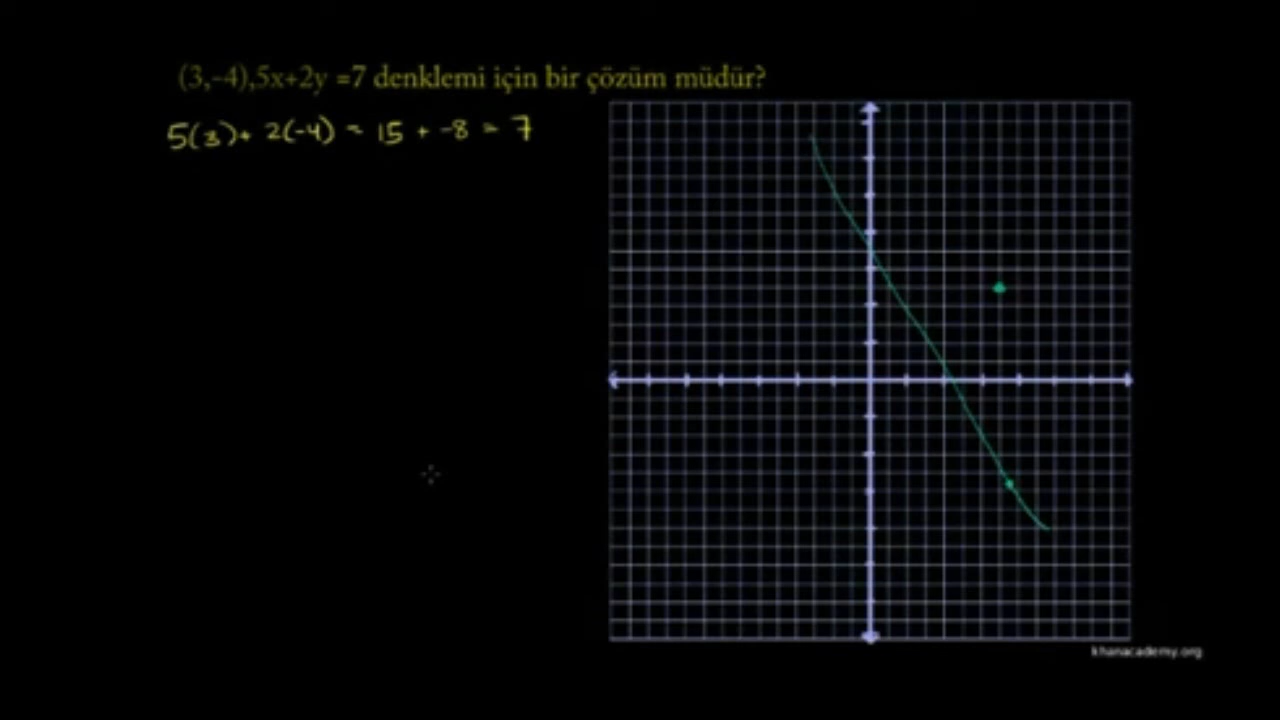 (3,-4),5x+2y =7 denklemi için bir çözüm müdür?
5(3)+ 2(-4) = 15 + -8 = 7
khanacademy.org